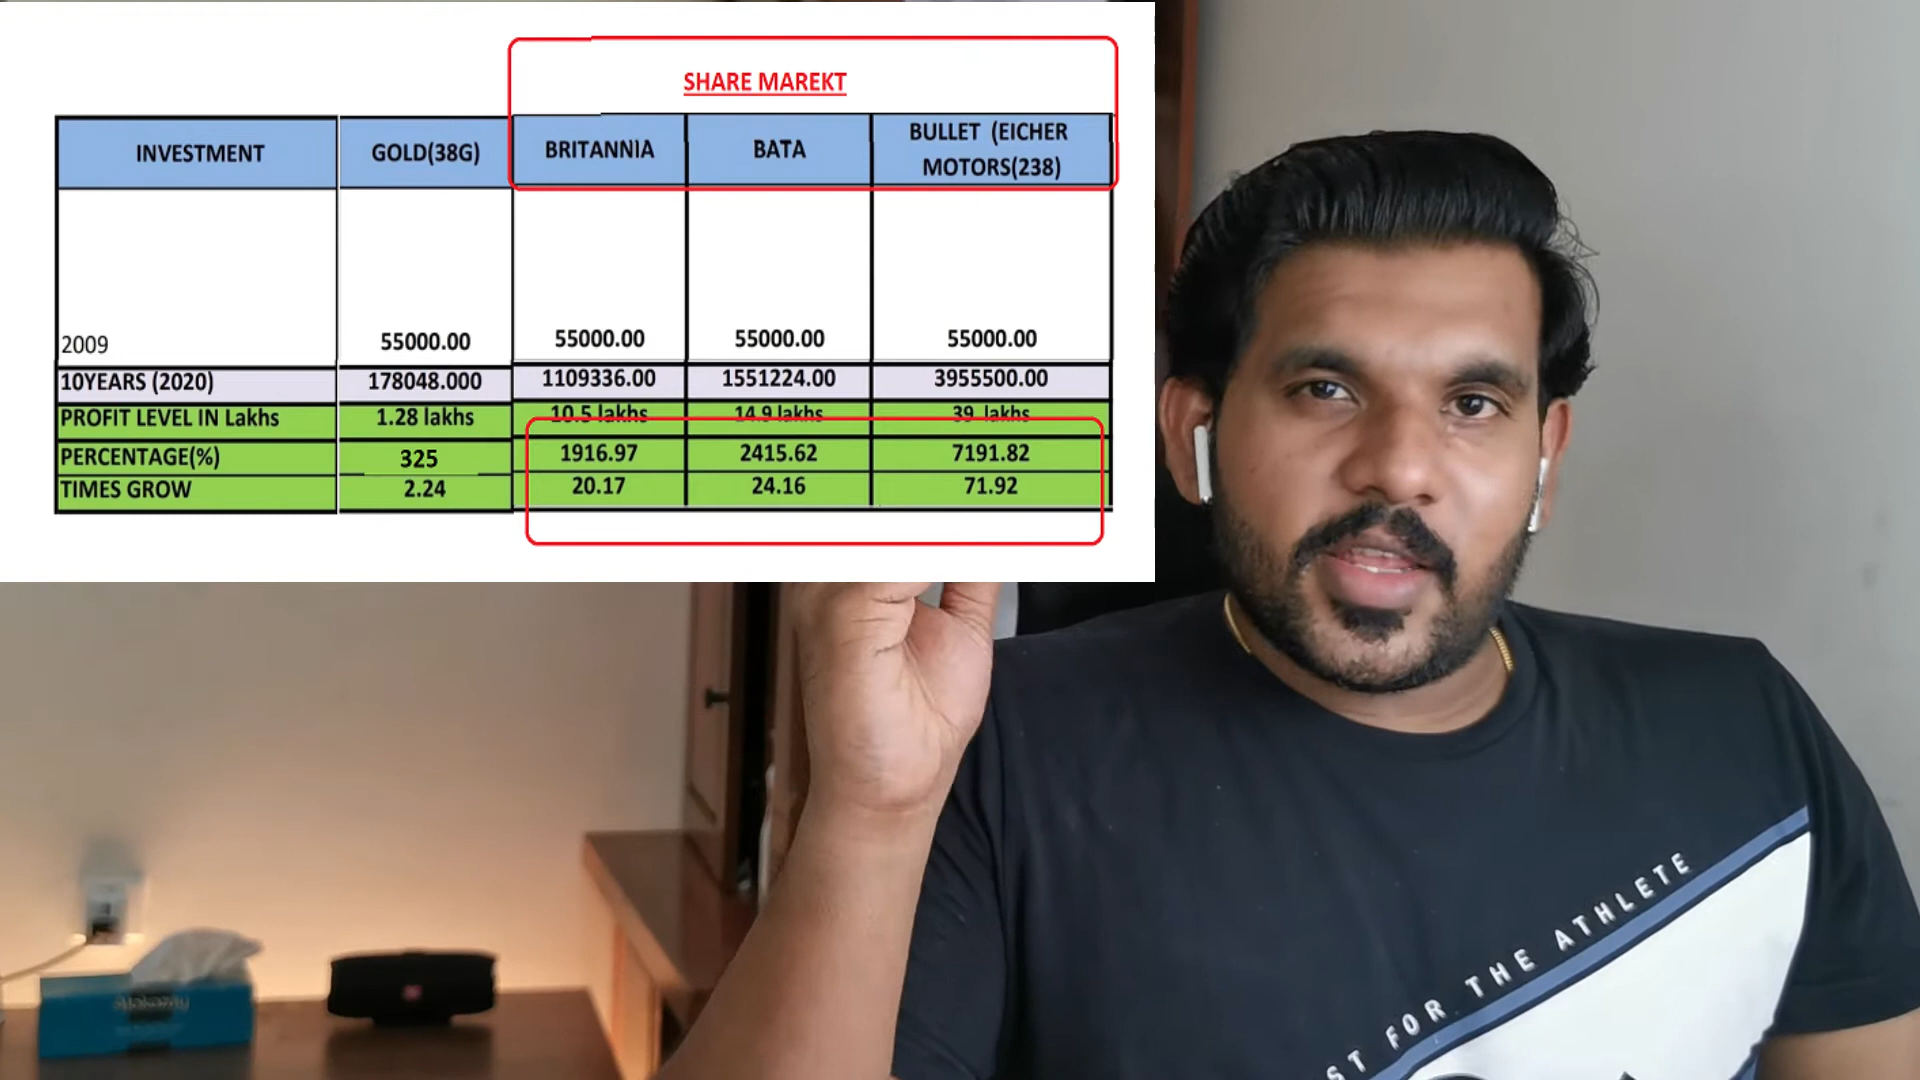 SHARE MAREKT
INVESTMENT GOLD(38G) BRITANNIA BATA BULLET (EICHER MOTORS(238)
2009 55000.00 55000.00 55000.00 55000.00
10YEARS (2020) 178048.000 1109336.00 1551224.00 3955500.00
PROFIT LEVEL IN Lakhs 1.28 lakhs 10.5 lakhs 14.9 lakhs 39 lakhs
PERCENTAGE(%) 325 1916.97 2415.62 7191.82
TIMES GROW 2.24 20.17 24.16 71.92
ST FOR THE ATHLETE